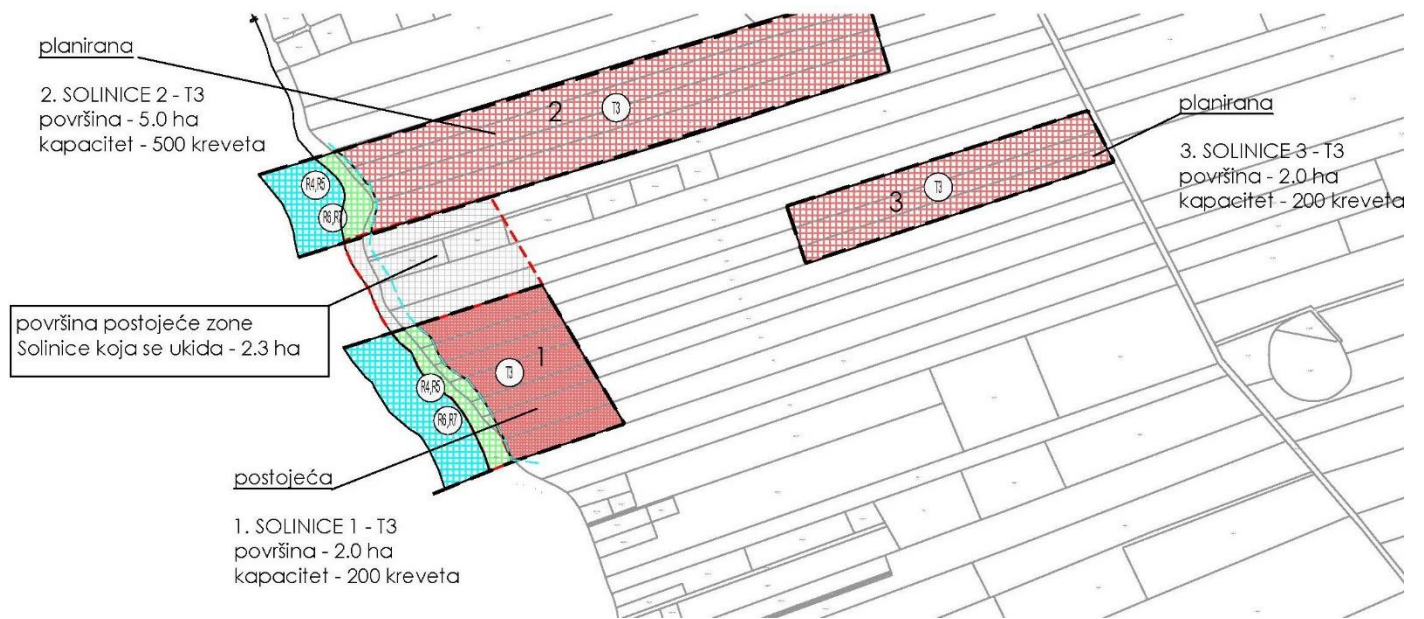 planirana
2. SOLINICE 2 - T3
površina - 5.0 ha
kapacitet - 500 kreveta
2
T3
planirana
3. SOLINICE 3 - T3
površina - 2.0 ha
kapacitet - 200 kreveta
3
T3
R4,R5
R6,R7
površina postojeće zone
Solinice koja se ukida - 2.3 ha
1
T3
R4,R5
R6,R7
postojeća
1. SOLINICE 1 - T3
površina - 2.0 ha
kapacitet - 200 kreveta